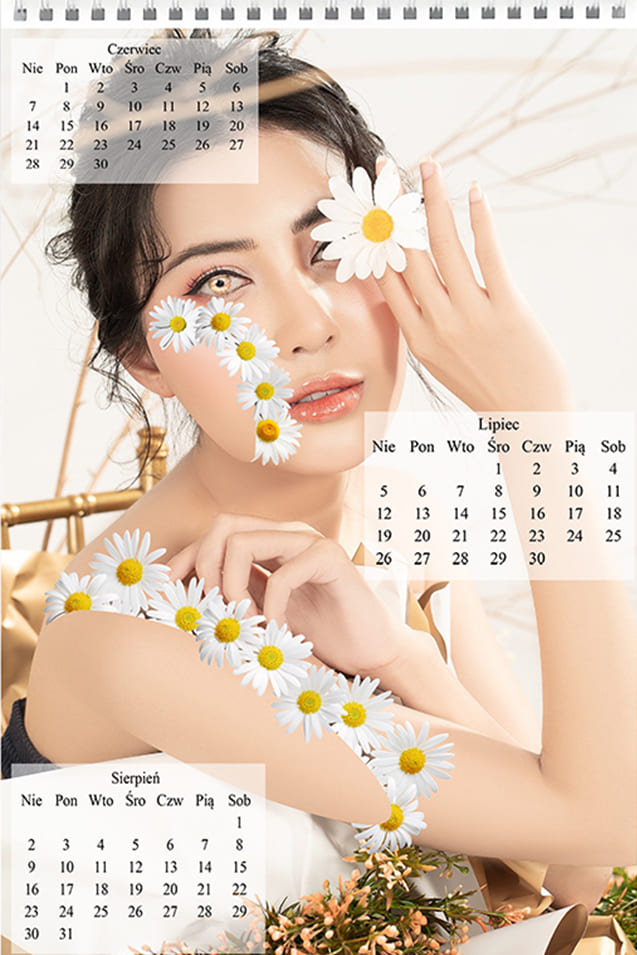 Czerwiec
Nie Pon Wto Śro Czw Pią Sob
1 2 3 4 5 6
7 8 9 10 11 12 13
14 15 16 17 18 19 20
21 22 23 24 25 26 27
28 29 30
Lipiec
Nie Pon Wto Śro Czw Pią Sob
1 2 3 4
5 6 7 8 9 10 11
12 13 14 15 16 17 18
19 20 21 22 23 24 25
26 27 28 29 30
Sierpień
Nie Pon Wto Śro Czw Pią Sob
1
2 3 4 5 6 7 8
9 10 11 12 13 14 15
16 17 18 19 20 21 22
23 24 25 26 27 28 29
30 31